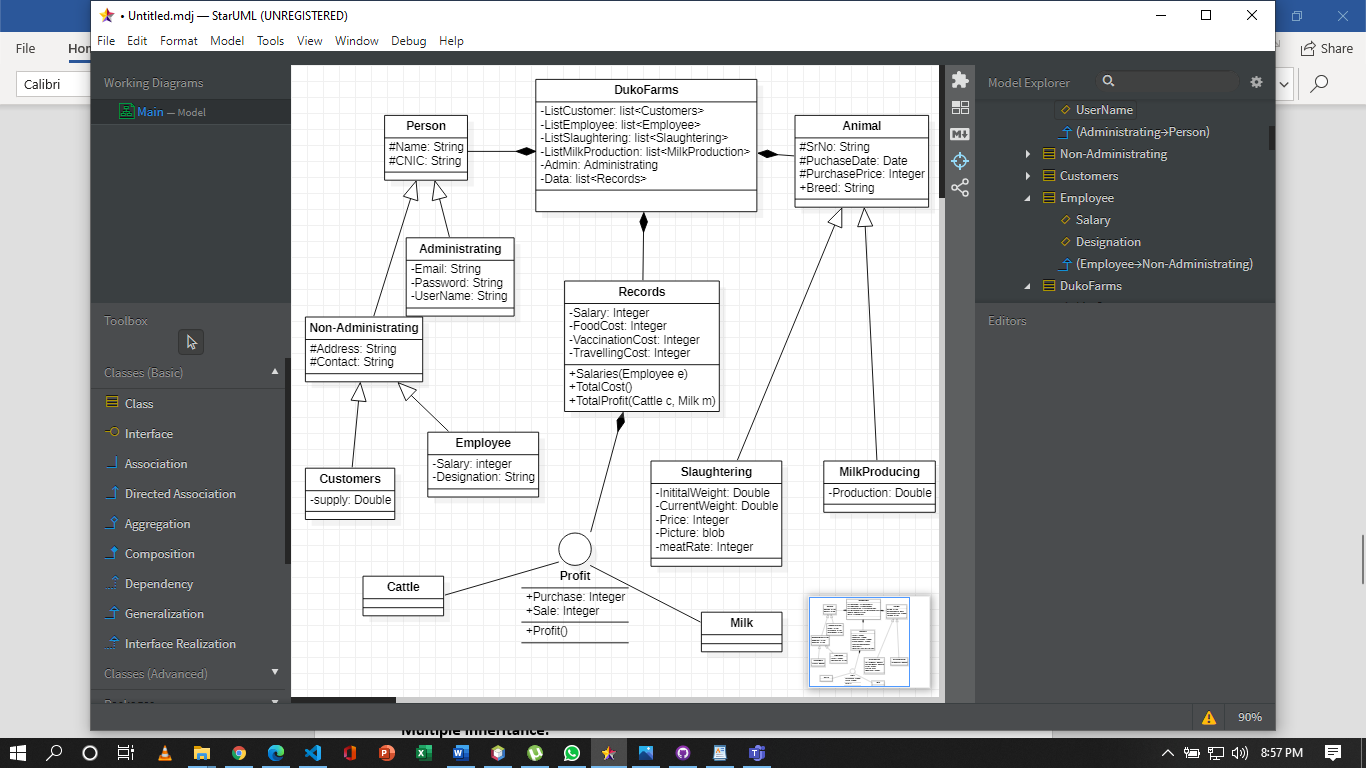 • Untitled.mdj — StarUML (UNREGISTERED)
File Edit Format Model Tools View Window Debug Help
File
Hom
Share
Calibri
Working Diagrams
Main — Model
Toolbox
Classes (Basic)
Class
Interface
Association
Directed Association
Aggregation
Composition
Dependency
Generalization
Interface Realization
Classes (Advanced)
DukoFarms
-ListCustomer: list<Customers>
-ListEmployee: list<Employee>
-ListSlaughtering: list<Slaughtering>
-ListMilkProduction: list<MilkProduction>
-Admin: Administrating
-Data: list<Records>
Person
#Name: String
#CNIC: String
Animal
#SrNo: String
#PuchaseDate: Date
#PurchasePrice: Integer
+Breed: String
Administrating
-Email: String
-Password: String
-UserName: String
Non-Administrating
#Address: String
#Contact: String
Records
-Salary: Integer
-FoodCost: Integer
-VaccinationCost: Integer
-TravellingCost: Integer
+Salaries(Employee e)
+TotalCost()
+TotalProfit(Cattle c, Milk m)
Employee
-Salary: integer
-Designation: String
Customers
-supply: Double
Slaughtering
-InititalWeight: Double
-CurrentWeight: Double
-Price: Integer
-Picture: blob
-meatRate: Integer
MilkProducing
-Production: Double
Profit
+Purchase: Integer
+Sale: Integer
+Profit()
Cattle
Milk
Model Explorer
UserName
(Administrating→Person)
Non-Administrating
Customers
Employee
Salary
Designation
(Employee→Non-Administrating)
DukoFarms
Editors
90%
Multiple Inheritance:
8:57 PM